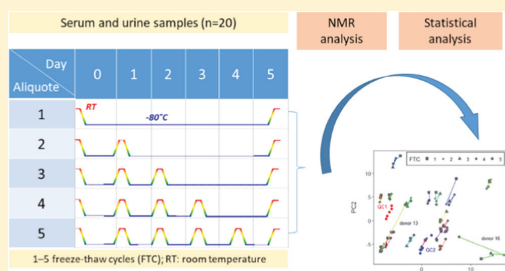 Serum and urine samples (n=20)
NMR
analysis
Statistical
analysis
Day
Aliquote
0 1 2 3 4 5
1
RT
-80°C
2
3
4
5
1–5 freeze-thaw cycles (FTC); RT: room temperature
FTC: 1 2 3 4 5
PC2
10
5
0
-5
0
10
QC1
donor 13
QC2
donor 16